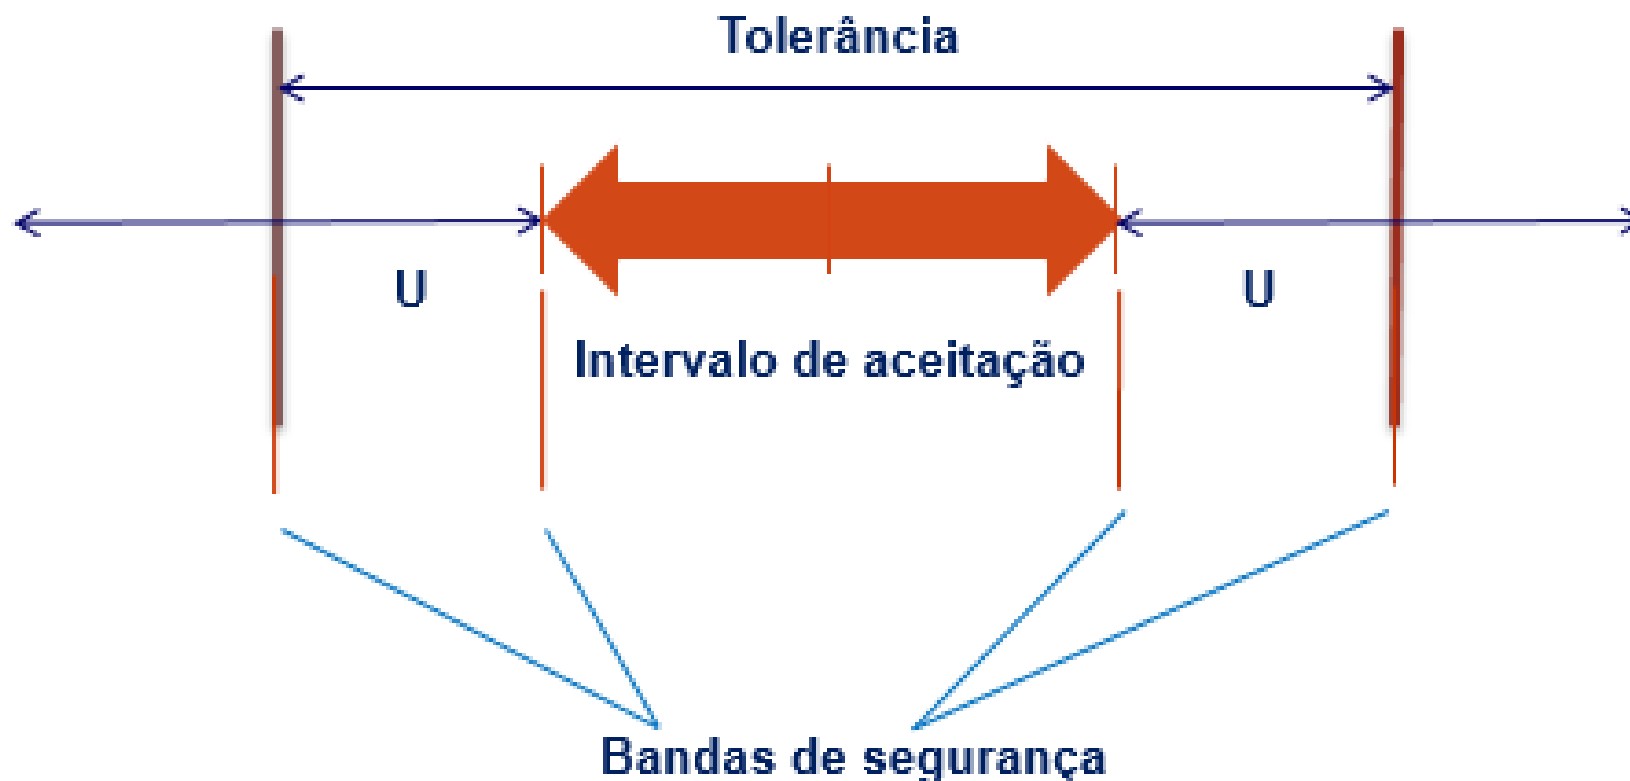 Tolerância
U
U
Intervalo de aceitação
Bandas de segurança